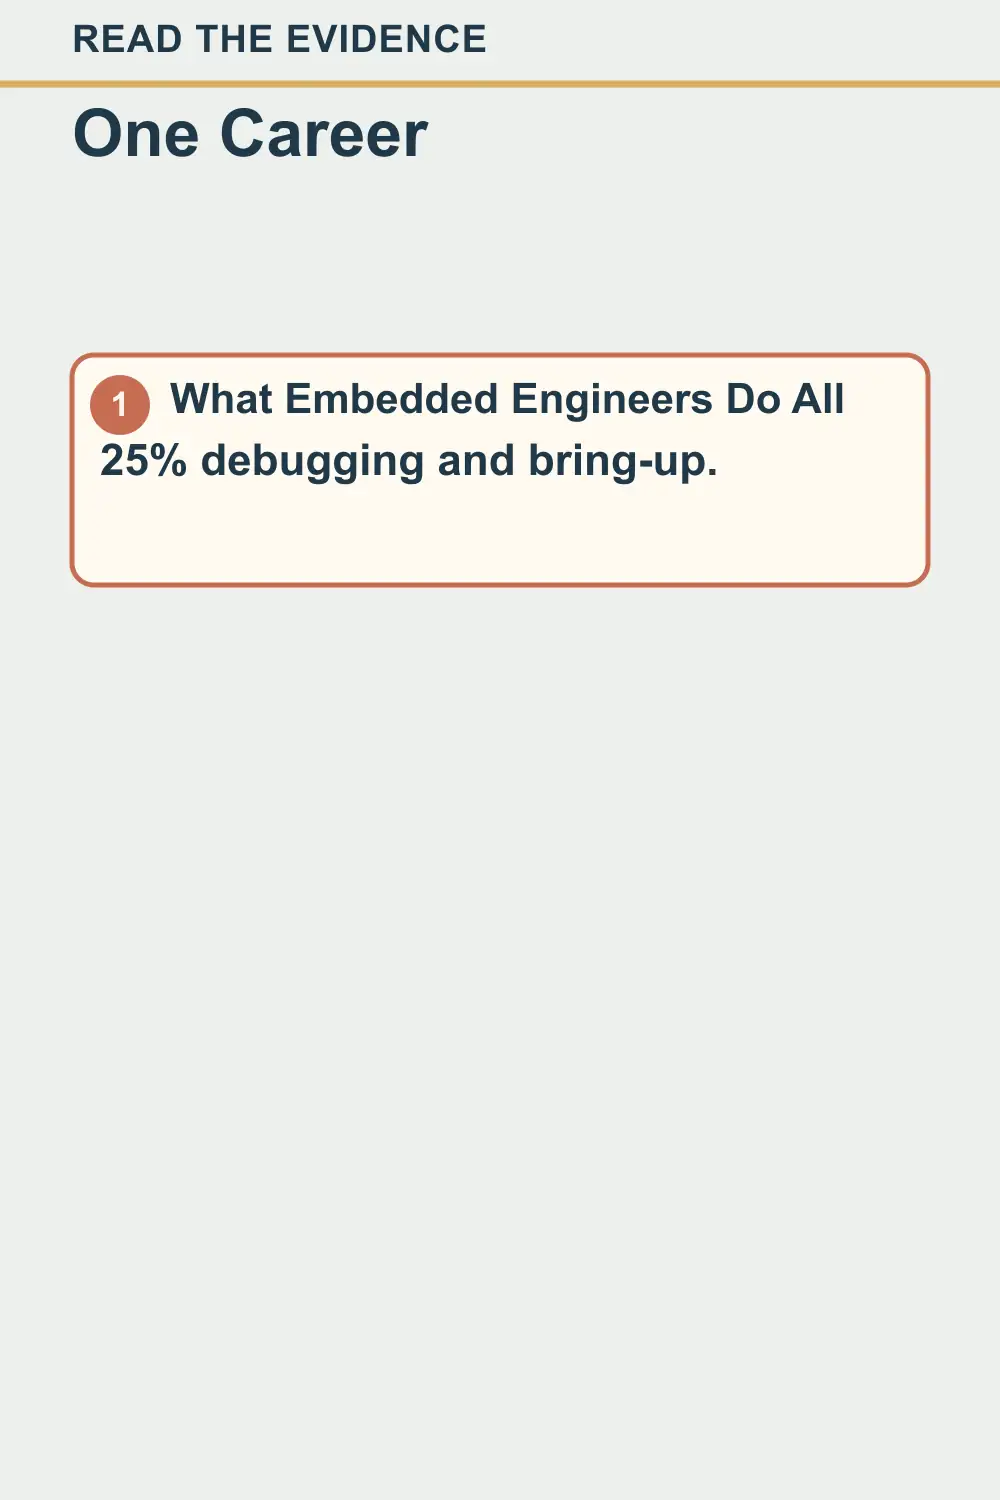 READ THE EVIDENCE
One Career
1 What Embedded Engineers Do All
25% debugging and bring-up.